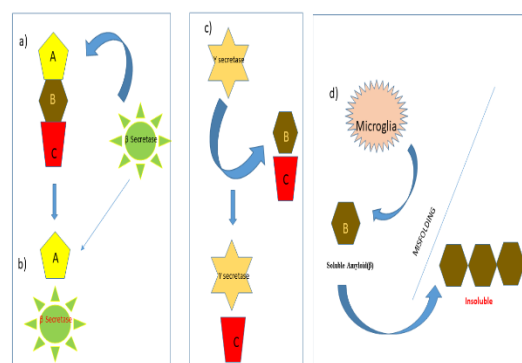 a)
A
B
C
β Secretase
b)
A
β Secretase
c)
γ secretase
B
C
γ secretase
C
d)
Microglia
B
Soluble Amyloid(β)
MISFOLDING
Insoluble